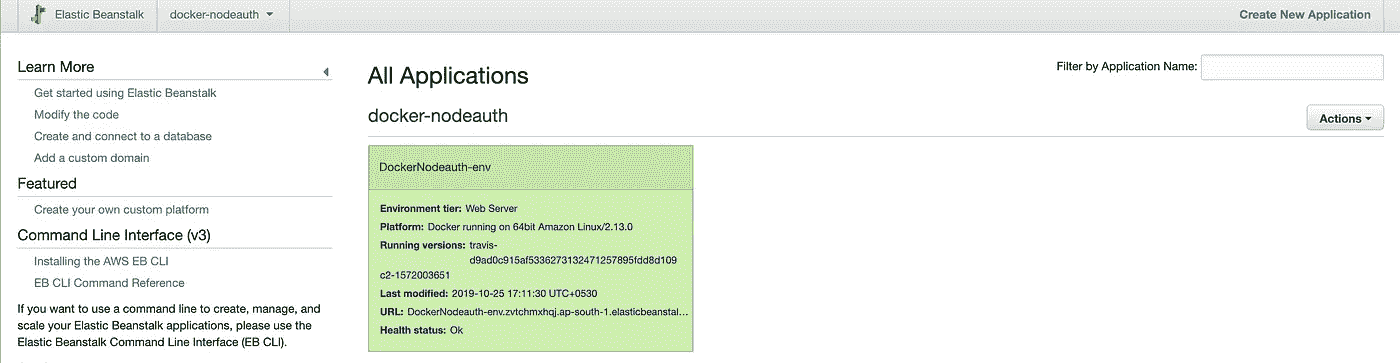 Elastic Beanstalk
docker-nodeauth
Create New Application
Learn More
Get started using Elastic Beanstalk
Modify the code
Create and connect to a database
Add a custom domain
Featured
Create your own custom platform
Command Line Interface (v3)
Installing the AWS EB CLI
EB CLI Command Reference
If you want to use a command line to create, manage, and
scale your Elastic Beanstalk applications, please use the
Elastic Beanstalk Command Line Interface (EB CLI).
All Applications
Filter by Application Name:
docker-nodeauth
Actions
DockerNodeauth-env
Environment tier: Web Server
Platform: Docker running on 64bit Amazon Linux/2.13.0
Running versions: travis-
d9ad0c915af5336273132471257895fdd8d109
c2-1572003651
Last modified: 2019-10-25 17:11:30 UTC+0530
URL: DockerNodeauth-env.zvtchmxhqj.ap-south-1.elasticbeanstal...
Health status: Ok